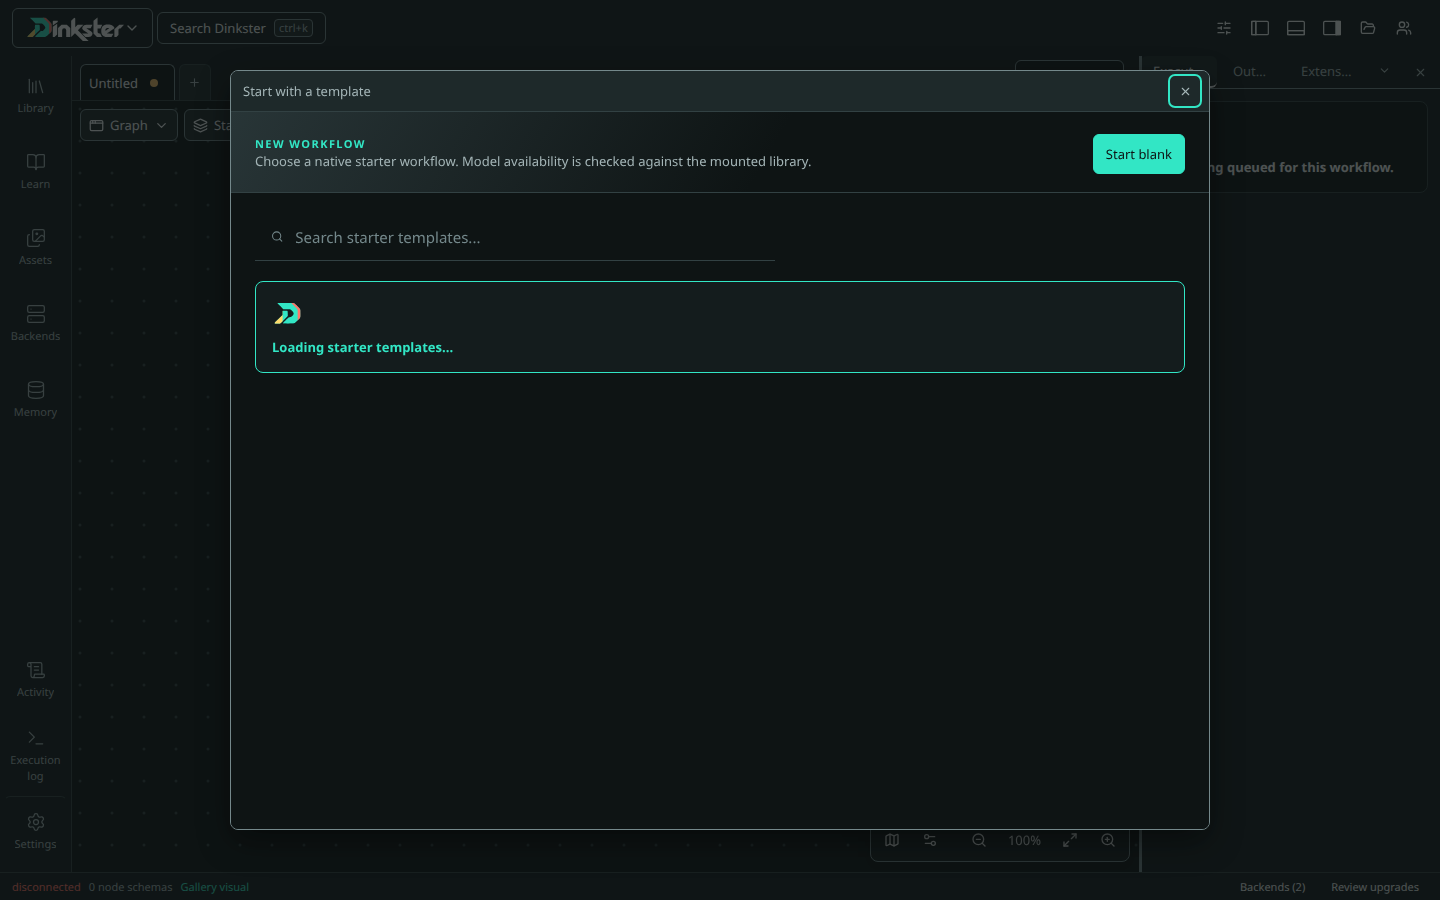 Dinkster
Search Dinkster ctrl+k
Untitled
+
Out...
Extens...
Library
Learn
Assets
Backends
Memory
Activity
Execution
log
Settings
Graph
Start with a template
NEW WORKFLOW
Choose a native starter workflow. Model availability is checked against the mounted library.
Start blank
queued for this workflow.
Search starter templates...
Loading starter templates...
100%
disconnected 0 node schemas Gallery visual
Backends (2) Review upgrades